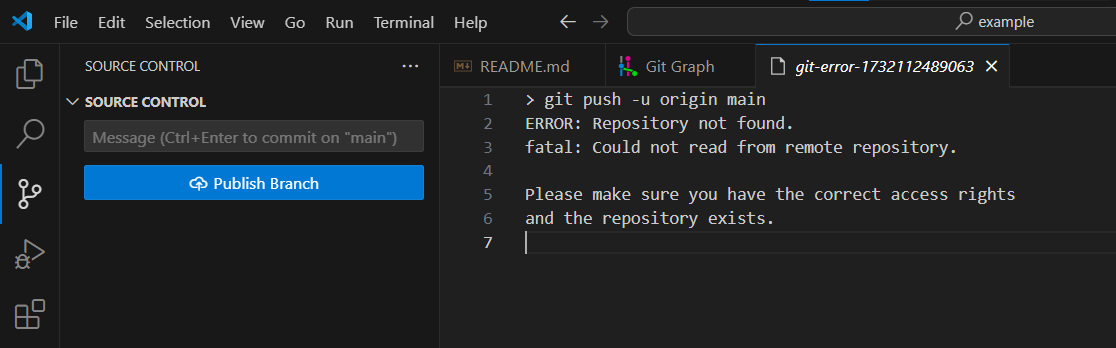 File Edit Selection View Go Run Terminal Help
example
SOURCE CONTROL
README.md Git Graph git-error-1732112489063
SOURCE CONTROL
Message (Ctrl+Enter to commit on "main")
Publish Branch
1 > git push -u origin main
2 ERROR: Repository not found.
3 fatal: Could not read from remote repository.
4
5 Please make sure you have the correct access rights
6 and the repository exists.
7